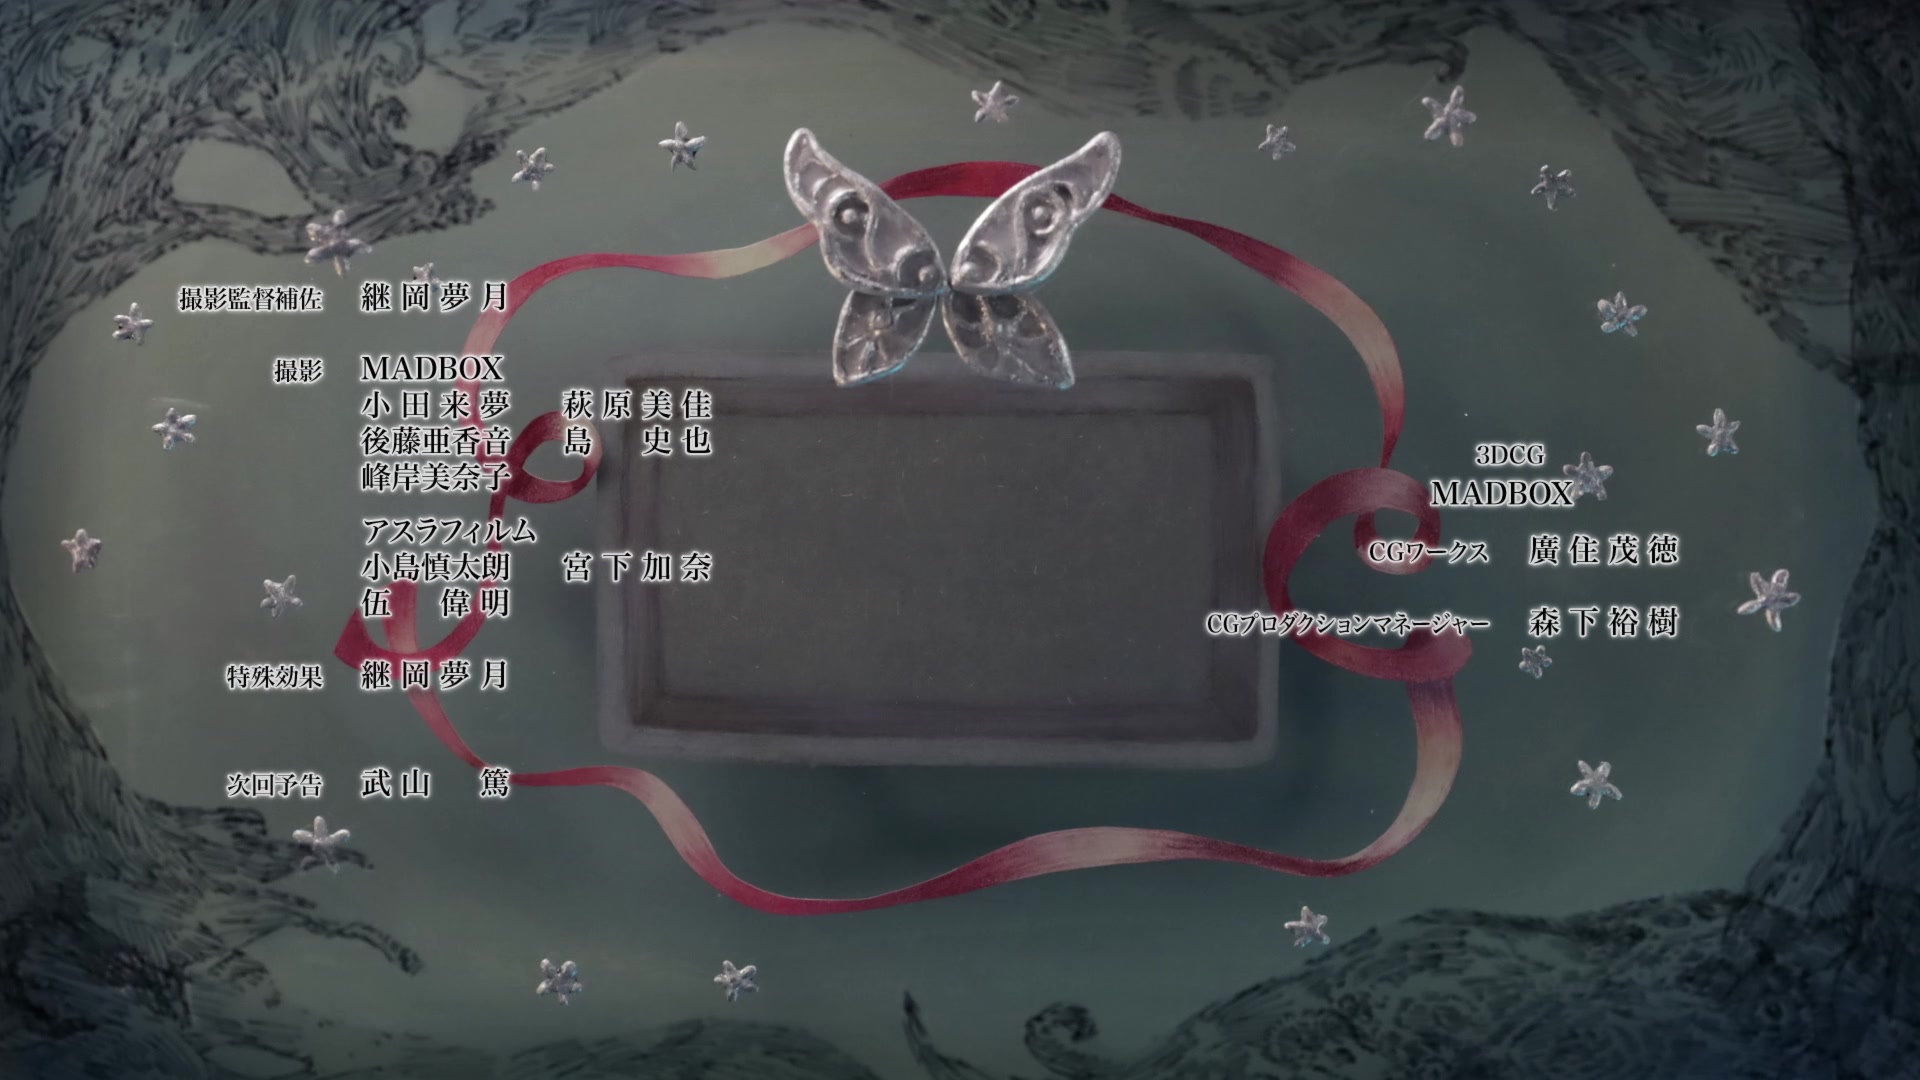 撮影監督補佐 継岡夢月
撮影 MADBOX
小田来夢 萩原美佳
後藤亜香音 島 史也
峰岸美奈子
アスラフィルム
小島慎太朗 宮下加奈
伍 偉明
特殊効果 継岡夢月
次回予告 武山 篤
3DCG
MADBOX
CGワークス 廣住茂徳
CGプロダクションマネージャー 森下裕樹